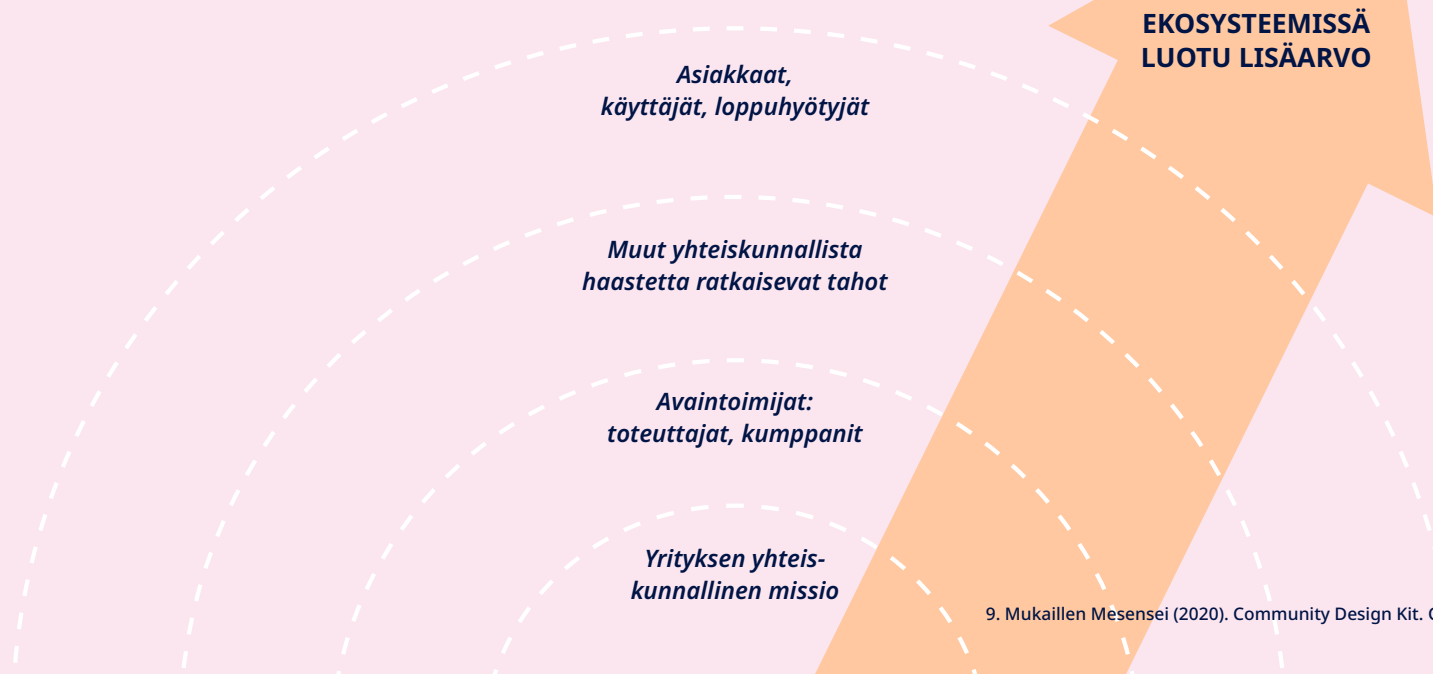 EKOSYSTEEMISSÄ
LUOTU LISÄARVO
Asiakkaat,
käyttäjät, loppuhyötyjät
Muut yhteiskunnallista
haastetta ratkaisevat tahot
Avaintoimijat:
toteuttajat, kumppanit
Yrityksen yhteis-
kunnallinen missio
9. Mukaillen Mesensei (2020). Community Design Kit.